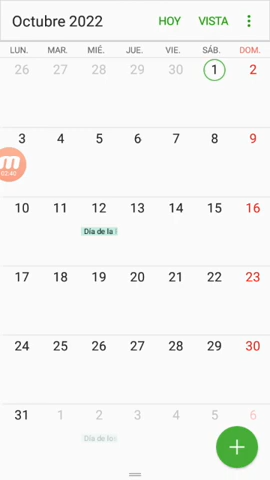 Octubre 2022 HOY VISTA
LUN. MAR. MIÉ. JUE. VIE. SÁB. DOM.
26 27 28 29 30 1 2
3 4 5 6 7 8 9
02:40
10 11 12 13 14 15 16
Día de la
17 18 19 20 21 22 23
24 25 26 27 28 29 30
31 1 2 3 4 5 6
Día de los
+